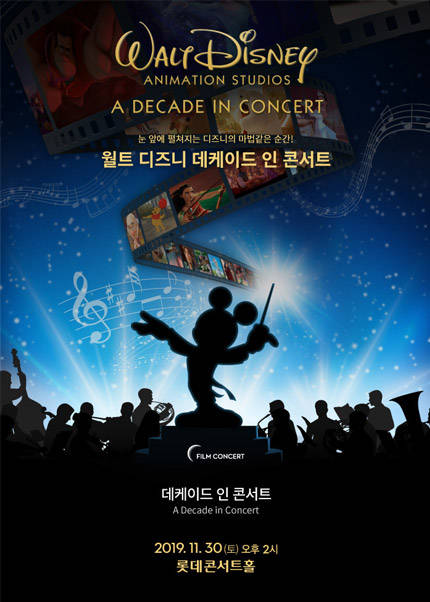 WALT DISNEY
ANIMATION STUDIOS
A DECADE IN CONCERT
눈 앞에 펼쳐지는 디즈니의 마법같은 순간!
월트 디즈니 데케이드 인 콘서트
FILM CONCERT
데케이드 인 콘서트
A Decade in Concert
2019. 11. 30 (토) 오후 2시
롯데콘서트홀